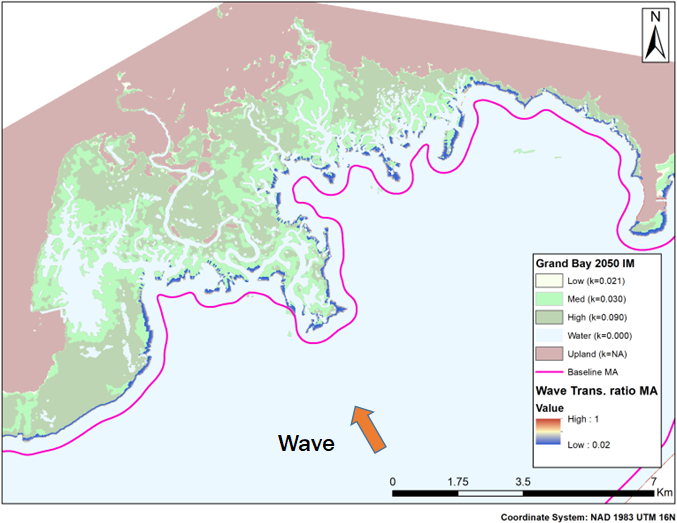 N
Grand Bay 2050 IM
Low (k=0.021)
Med (k=0.030)
High (k=0.090)
Water (k=0.000)
Upland (k=NA)
Baseline MA
Wave Trans. ratio MA
Value
High : 1
Low : 0.02
Wave
0 1.75 3.5 7
Km
Coordinate System: NAD 1983 UTM 16N